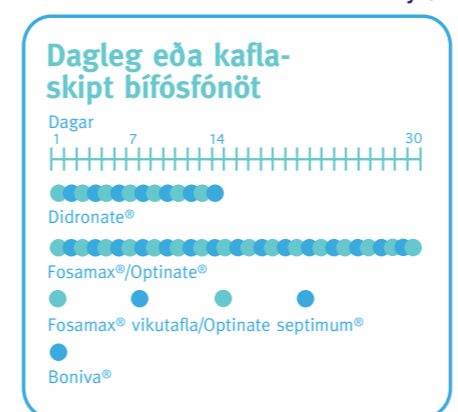 Dagleg eða kafla-
skipt bífósfónöt
Dagar
1 7 14 30
Didronate®
Fosamax®/Optinate®
Fosamax® vikutafla/Optinate septimum®
Boniva®